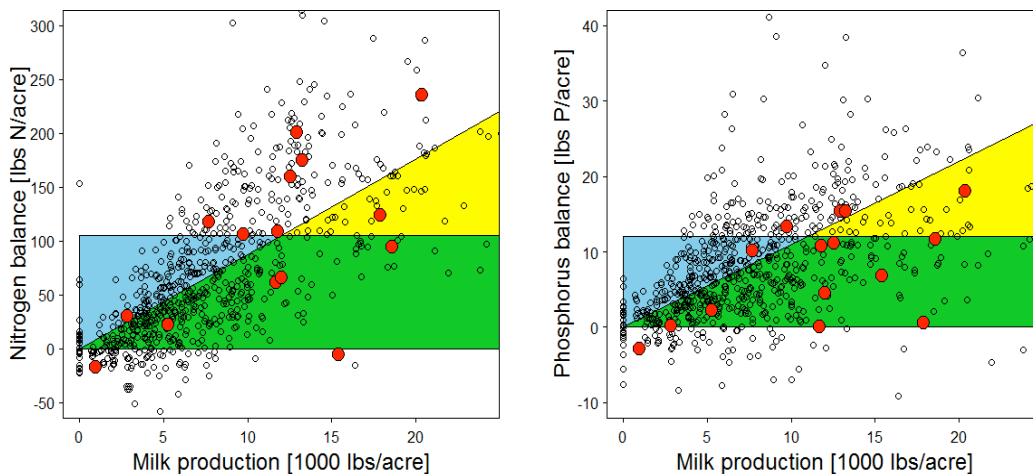 Nitrogen balance [lbs N/acre]
300
250
200
150
100
50
0
-50
0 5 10 15 20
Milk production [1000 lbs/acre]
Phosphorus balance [lbs P/acre]
40
30
20
10
0
-10
0 5 10 15 20
Milk production [1000 lbs/acre]